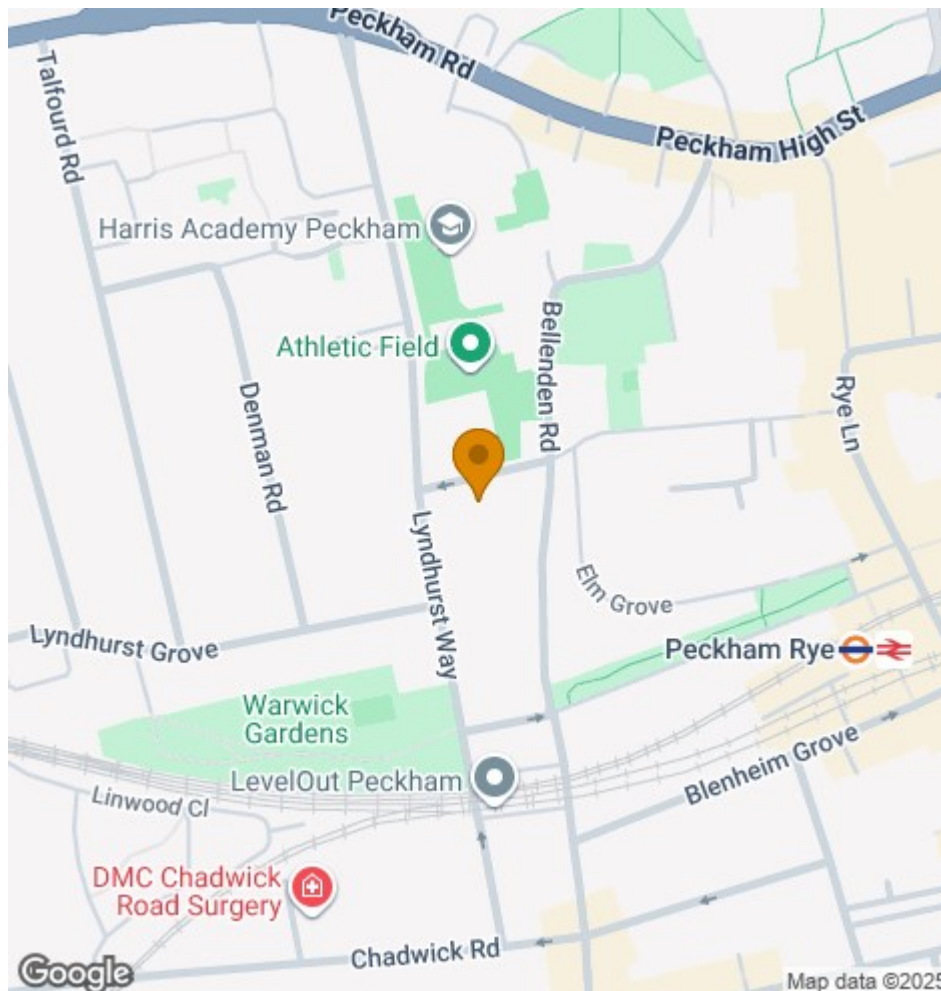 Peckham Rd
Talfourd Rd
Peckham High St
Harris Academy Peckham
Bellenden Rd
Athletic Field
Denman Rd
Rye Ln
Lyndhurst Way
Elm Grove
Lyndhurst Grove
Peckham Rye
Warwick
Gardens
LevelOut Peckham
Blenheim Grove
Linwood Cl
DMC Chadwick
Road Surgery
Chadwick Rd
Google
Map data ©2025